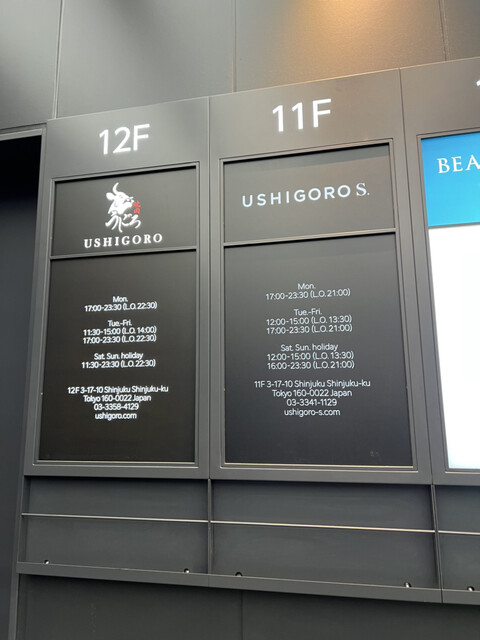 12F
うしごろ
USHIGORO
Mon.
17:00-23:30 (L.O. 22:30)
Tue.-Fri.
11:30-15:00 (L.O. 14:00)
17:00-23:30 (L.O. 22:30)
Sat. Sun. holiday
11:30-23:30 (L.O. 22:30)
12F 3-17-10 Shinjuku Shinjuku-ku
Tokyo 160-0022 Japan
03-3358-4129
ushigoro.com
11F
USHIGORO S.
Mon.
17:00-23:30 (L.O. 21:00)
Tue.-Fri.
12:00-15:00 (L.O. 13:30)
17:00-23:30 (L.O. 21:00)
Sat. Sun. holiday
12:00-15:00 (L.O. 13:30)
16:00-23:30 (L.O. 21:00)
11F 3-17-10 Shinjuku Shinjuku-ku
Tokyo 160-0022 Japan
03-3341-1129
ushigoro-s.com
BEA